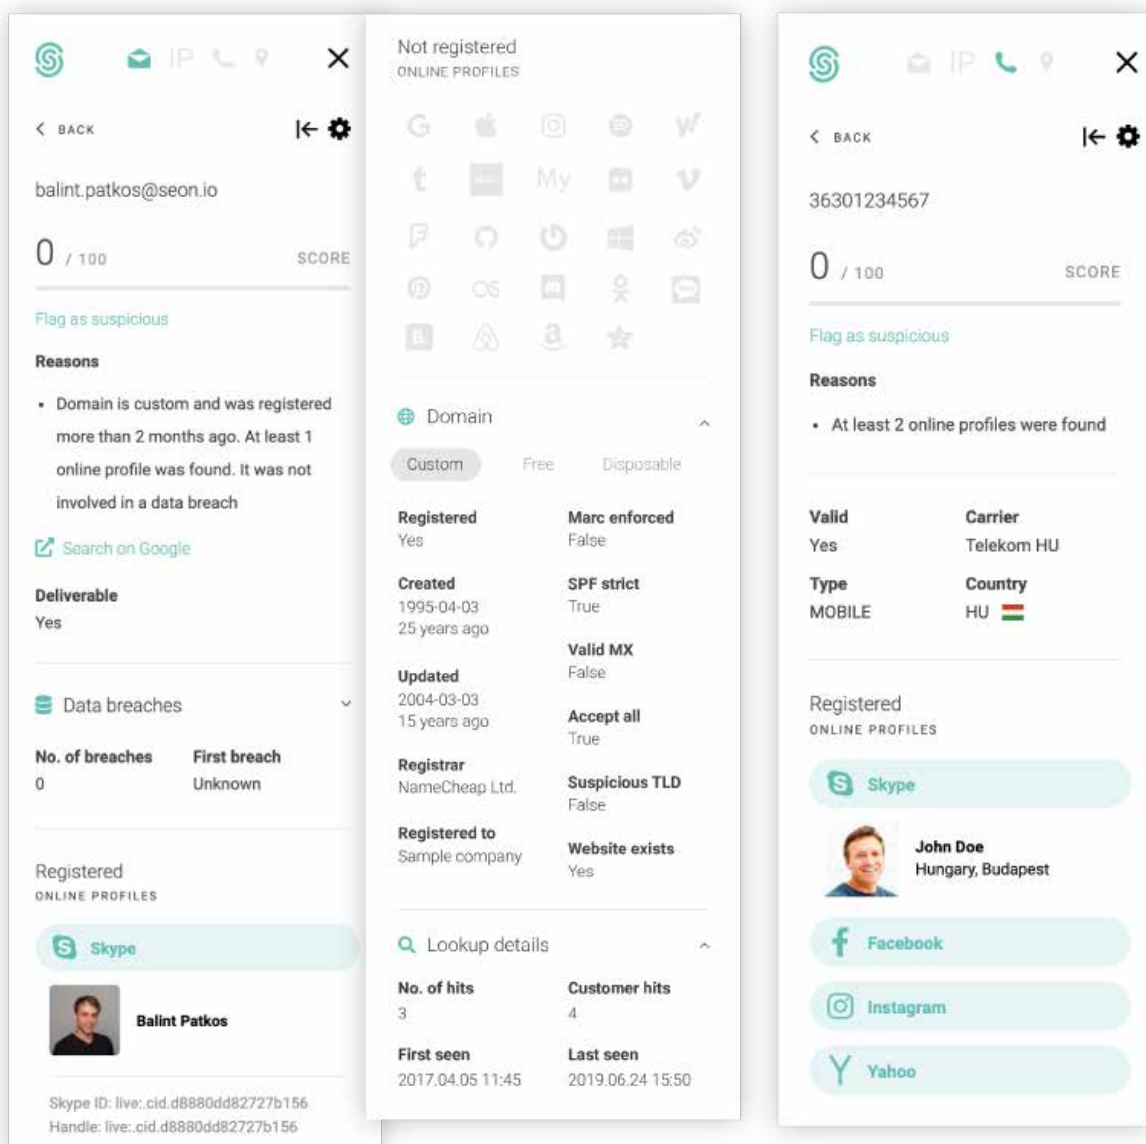 IP
BACK
balint.patkos@seon.io
0 / 100 SCORE
Flag as suspicious
Reasons
• Domain is custom and was registered
more than 2 months ago. At least 1
online profile was found. It was not
involved in a data breach
Search on Google
Deliverable
Yes
Data breaches
No. of breaches First breach
0 Unknown
Registered
ONLINE PROFILES
Skype
Balint Patkos
Skype ID: live:.cid.d8880dd82727b156
Handle: live:.cid.d8880dd82727b156
Not registered
ONLINE PROFILES
My
Domain
Custom Free Disposable
Registered
Yes
Created
1995-04-03
25 years ago
Updated
2004-03-03
15 years ago
Registrar
NameCheap Ltd.
Registered to
Sample company
Marc enforced
False
SPF strict
True
Valid MX
False
Accept all
True
Suspicious TLD
False
Website exists
Yes
Lookup details
No. of hits Customer hits
3 4
First seen Last seen
2017.04.05 11:45 2019.06.24 15:50
IP
BACK
36301234567
0 / 100 SCORE
Flag as suspicious
Reasons
• At least 2 online profiles were found
Valid Carrier
Yes Telekom HU
Type Country
MOBILE HU
Registered
ONLINE PROFILES
Skype
John Doe
Hungary, Budapest
Facebook
Instagram
Yahoo